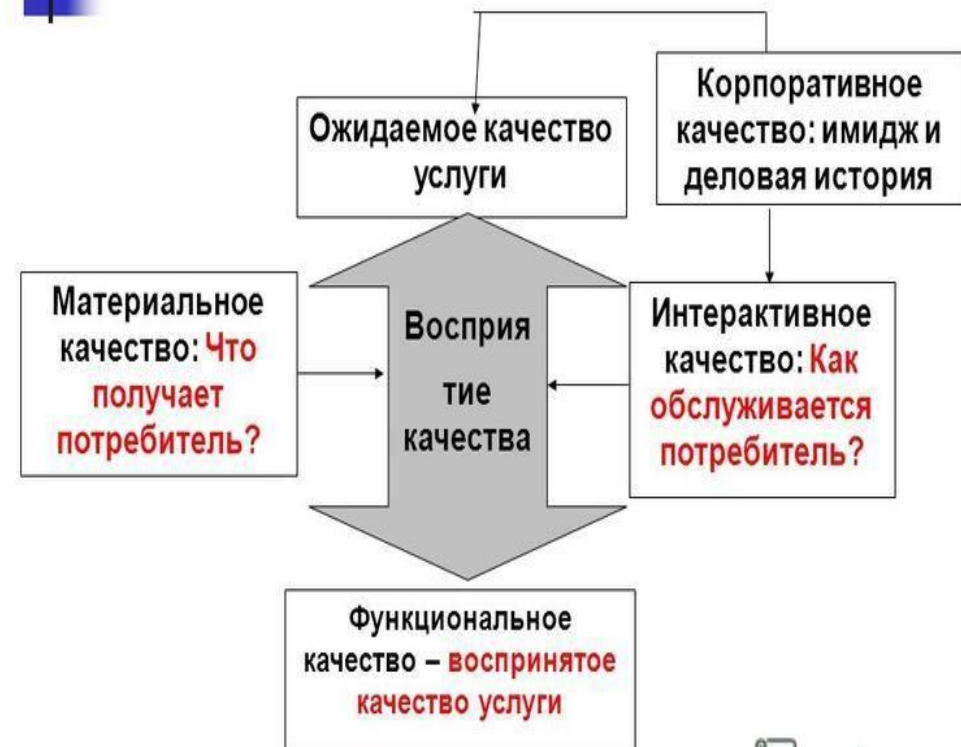 Корпоративное
качество: имидж и
деловая история
Ожидаемое качество
услуги
Материальное
качество: Что
получает
потребитель?
Восприя
тие
качества
Интерактивное
качество: Как
обслуживается
потребитель?
Функциональное
качество – воспринятое
качество услуги